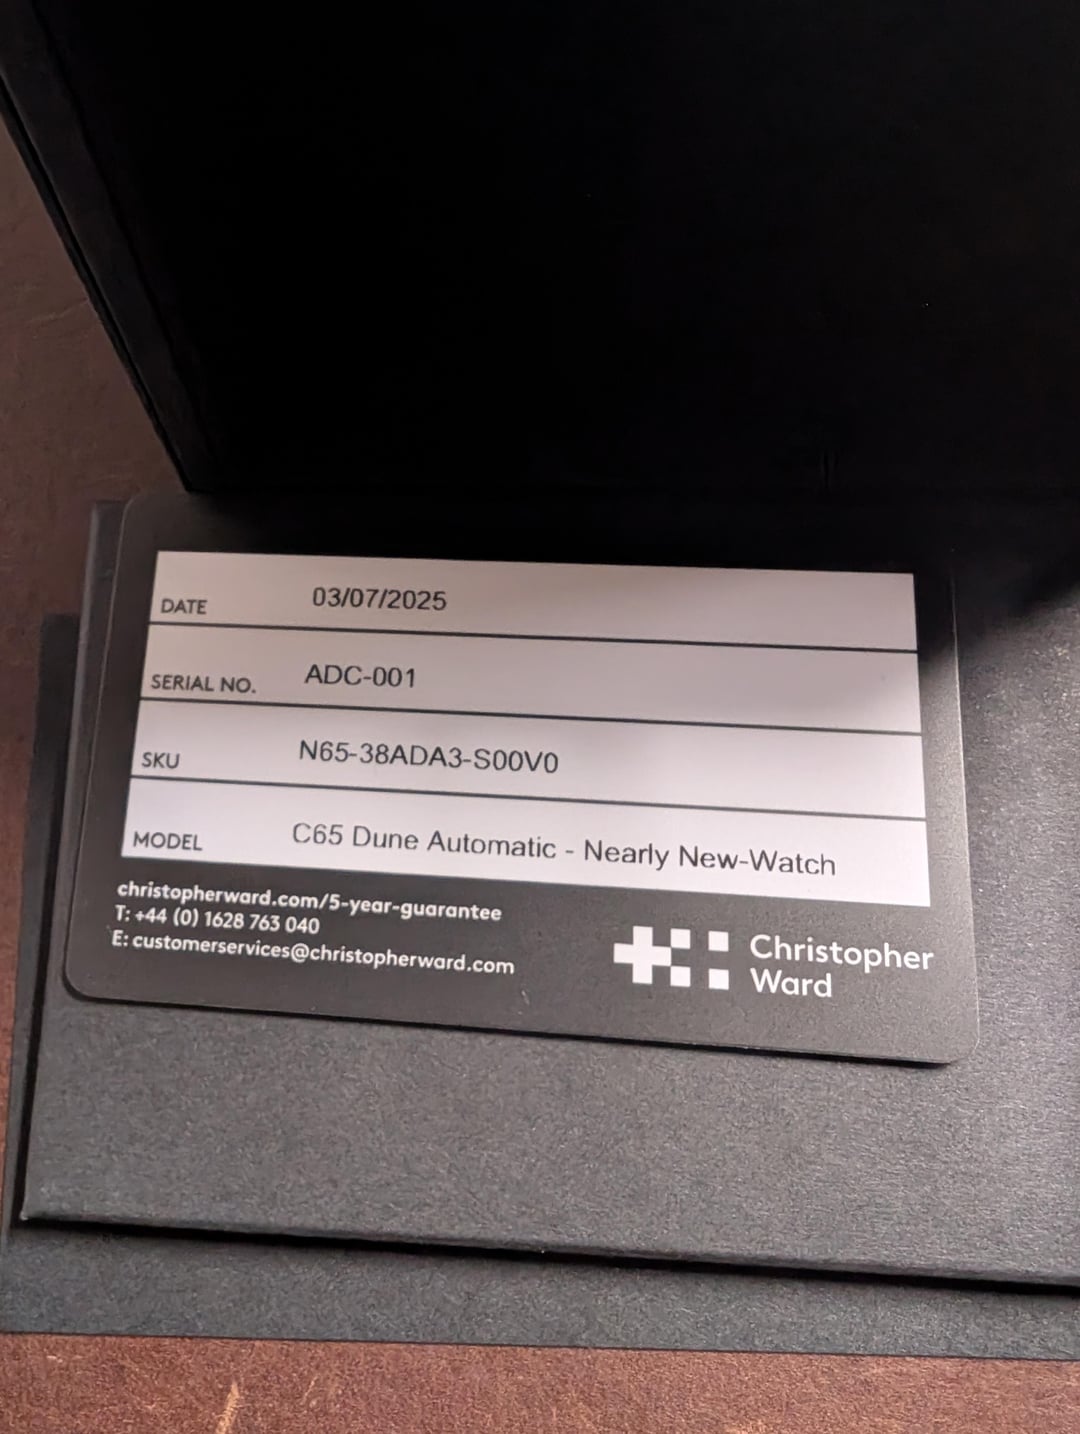 DATE 03/07/2025
SERIAL NO. ADC-001
SKU N65-38ADA3-S00V0
MODEL C65 Dune Automatic - Nearly New-Watch
christopherward.com/5-year-guarantee
T: +44 (0) 1628 763 040
E: customerservices@christopherward.com
Christopher
Ward